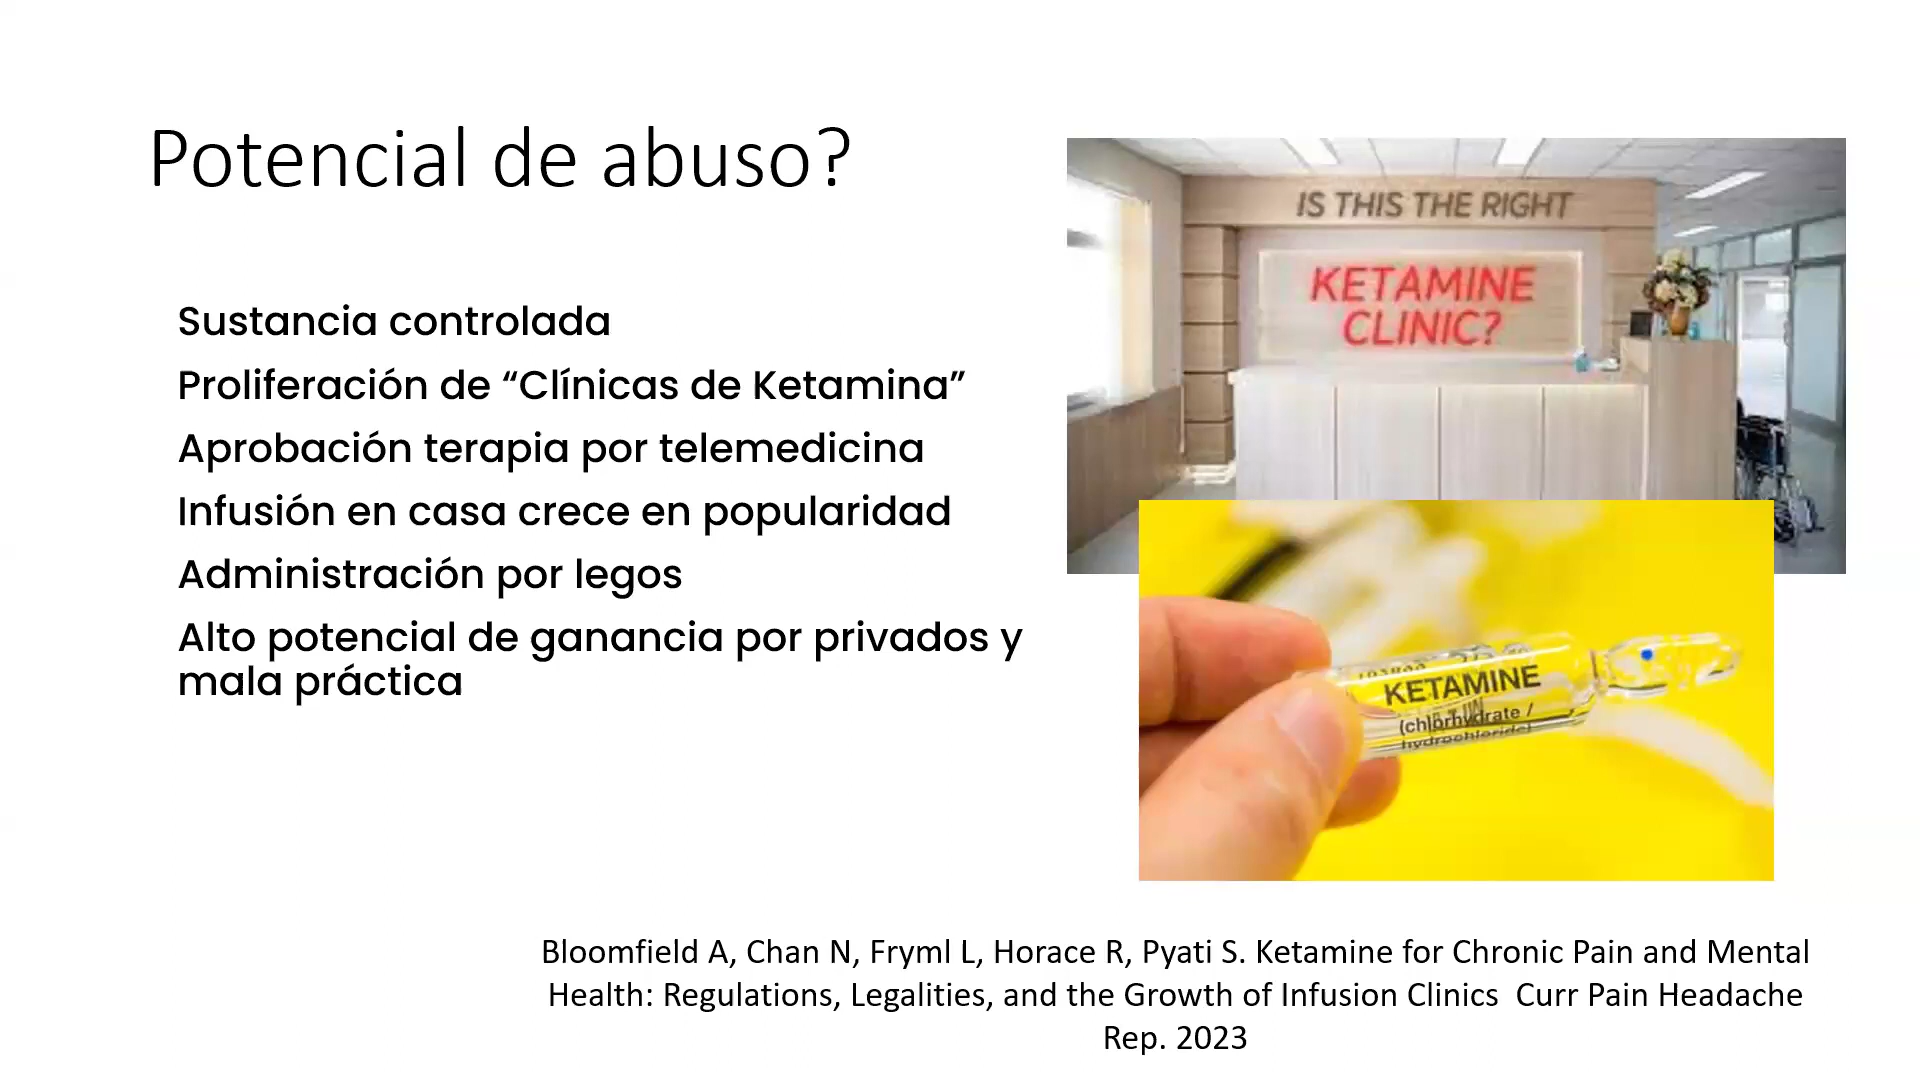 Potencial de abuso?
IS THIS THE RIGHT
KETAMINE
CLINIC?
Sustancia controlada
Proliferación de “Clínicas de Ketamina”
Aprobación terapia por telemedicina
Infusión en casa crece en popularidad
Administración por legos
Alto potencial de ganancia por privados y
mala práctica
KETAMINE
(chlorhydrate /
hydrochloride)
Bloomfield A, Chan N, Fryml L, Horace R, Pyati S. Ketamine for Chronic Pain and Mental
Health: Regulations, Legalities, and the Growth of Infusion Clinics  Curr Pain Headache
Rep. 2023